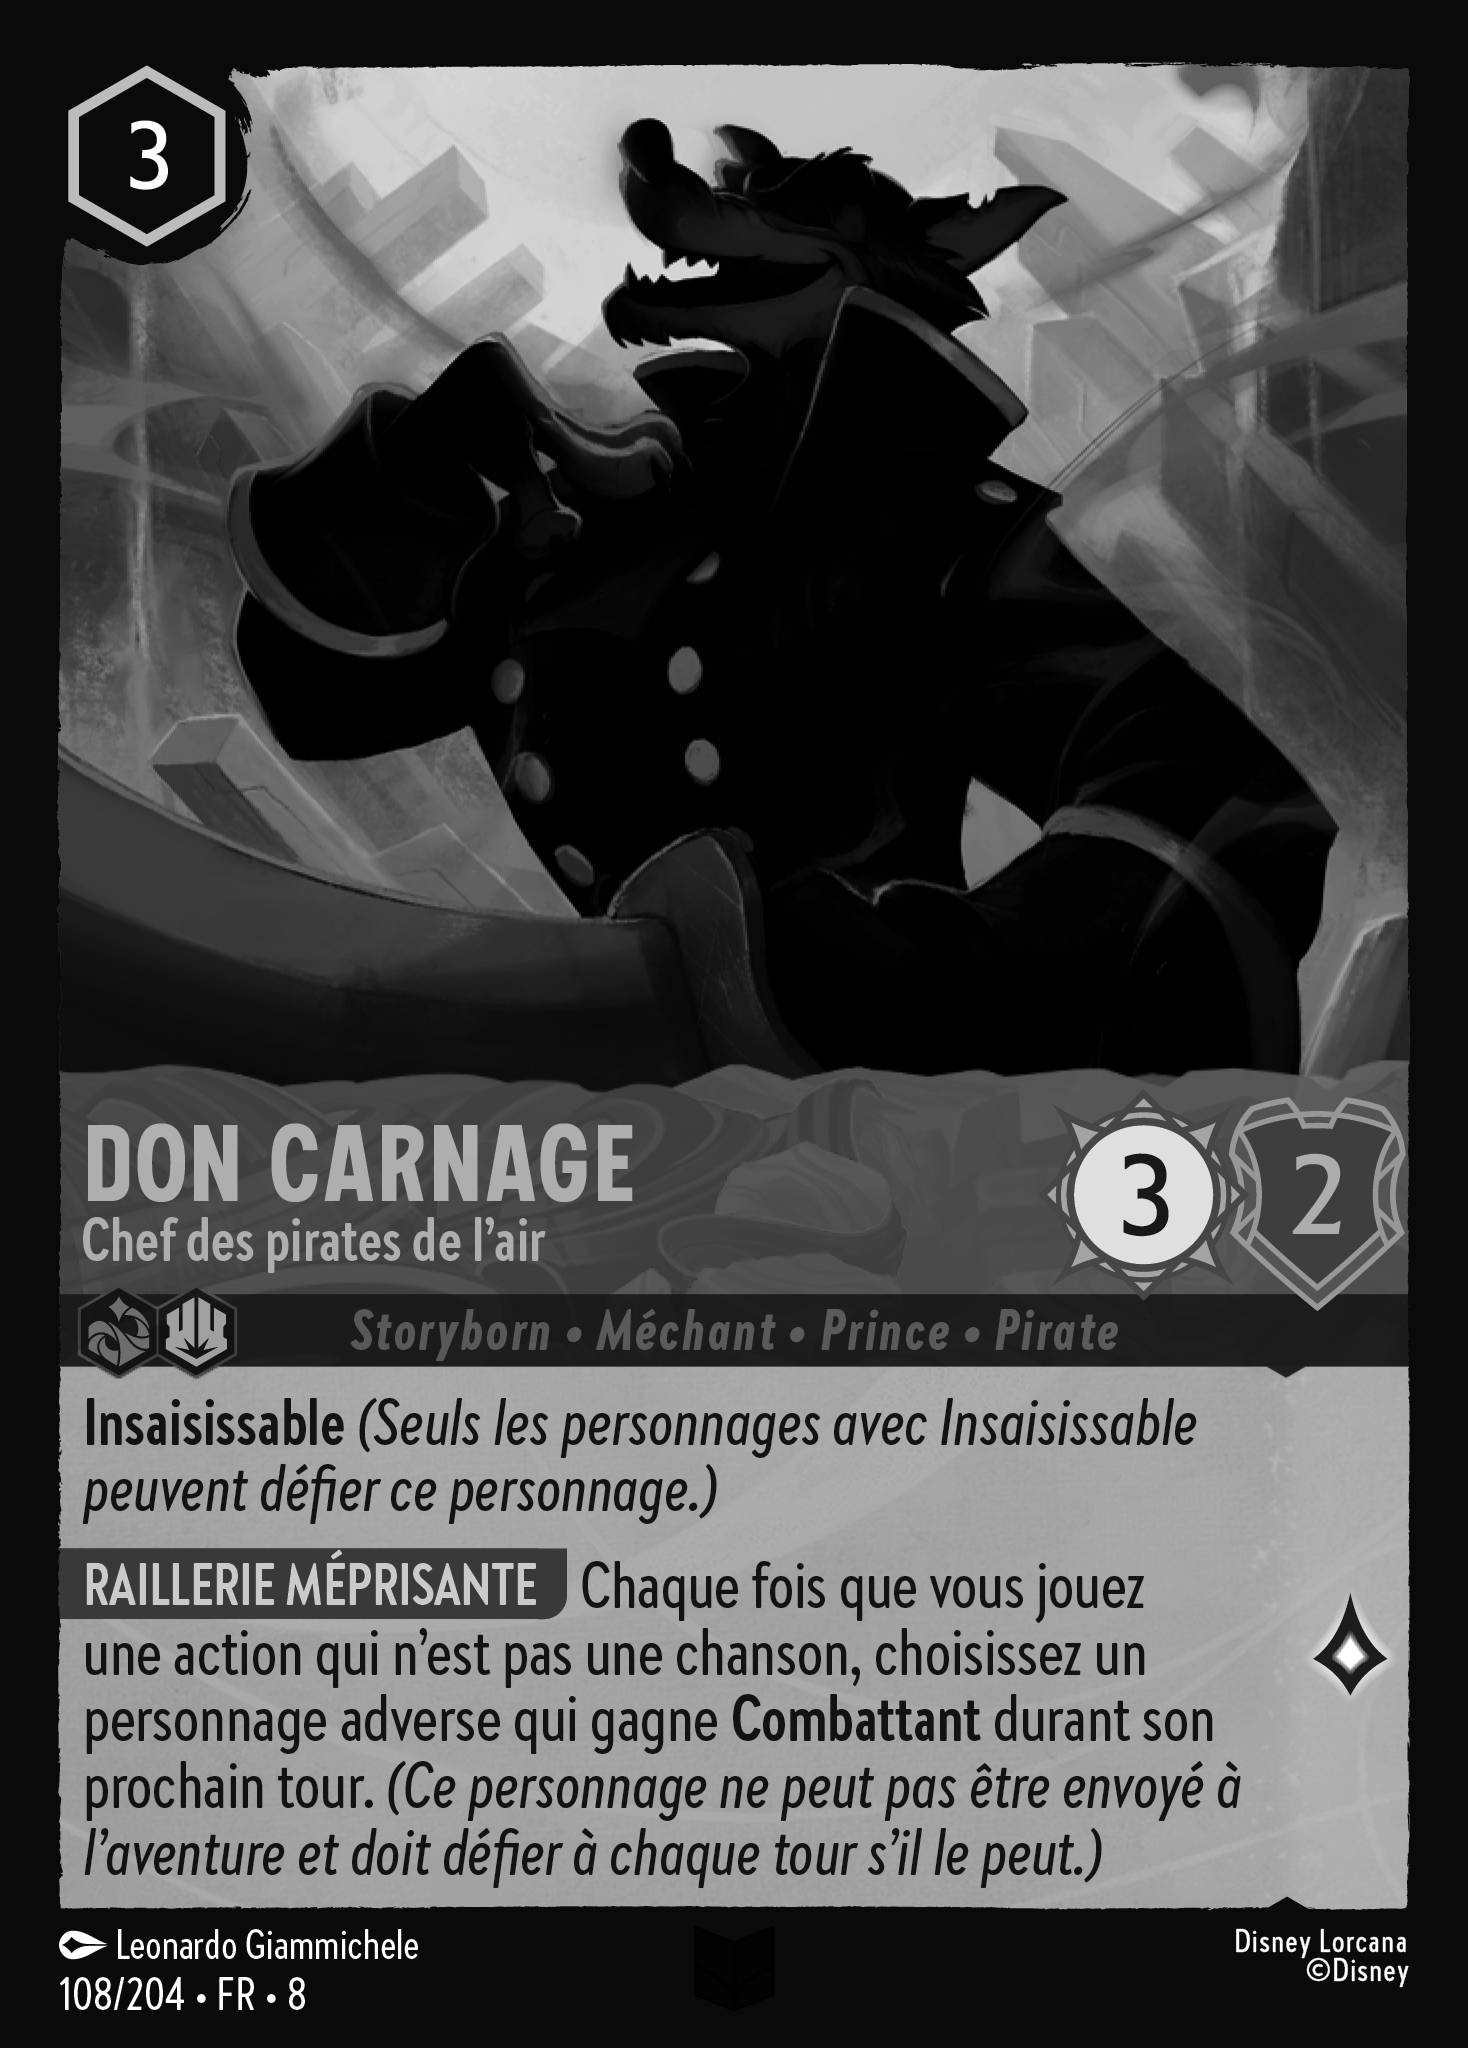 3
DON CARNAGE
Chef des pirates de l'air
3
2
Storyborn • Méchant • Prince • Pirate
Insaisissable (Seuls les personnages avec Insaisissable
peuvent défier ce personnage.)
RAILLERIE MÉPRISANTE Chaque fois que vous jouez
une action qui n'est pas une chanson, choisissez un
personnage adverse qui gagne Combattant durant son
prochain tour. (Ce personnage ne peut pas être envoyé à
l'aventure et doit défier à chaque tour s'il le peut.)
Leonardo Giammichele
108/204 • FR • 8
Disney Lorcana
©Disney